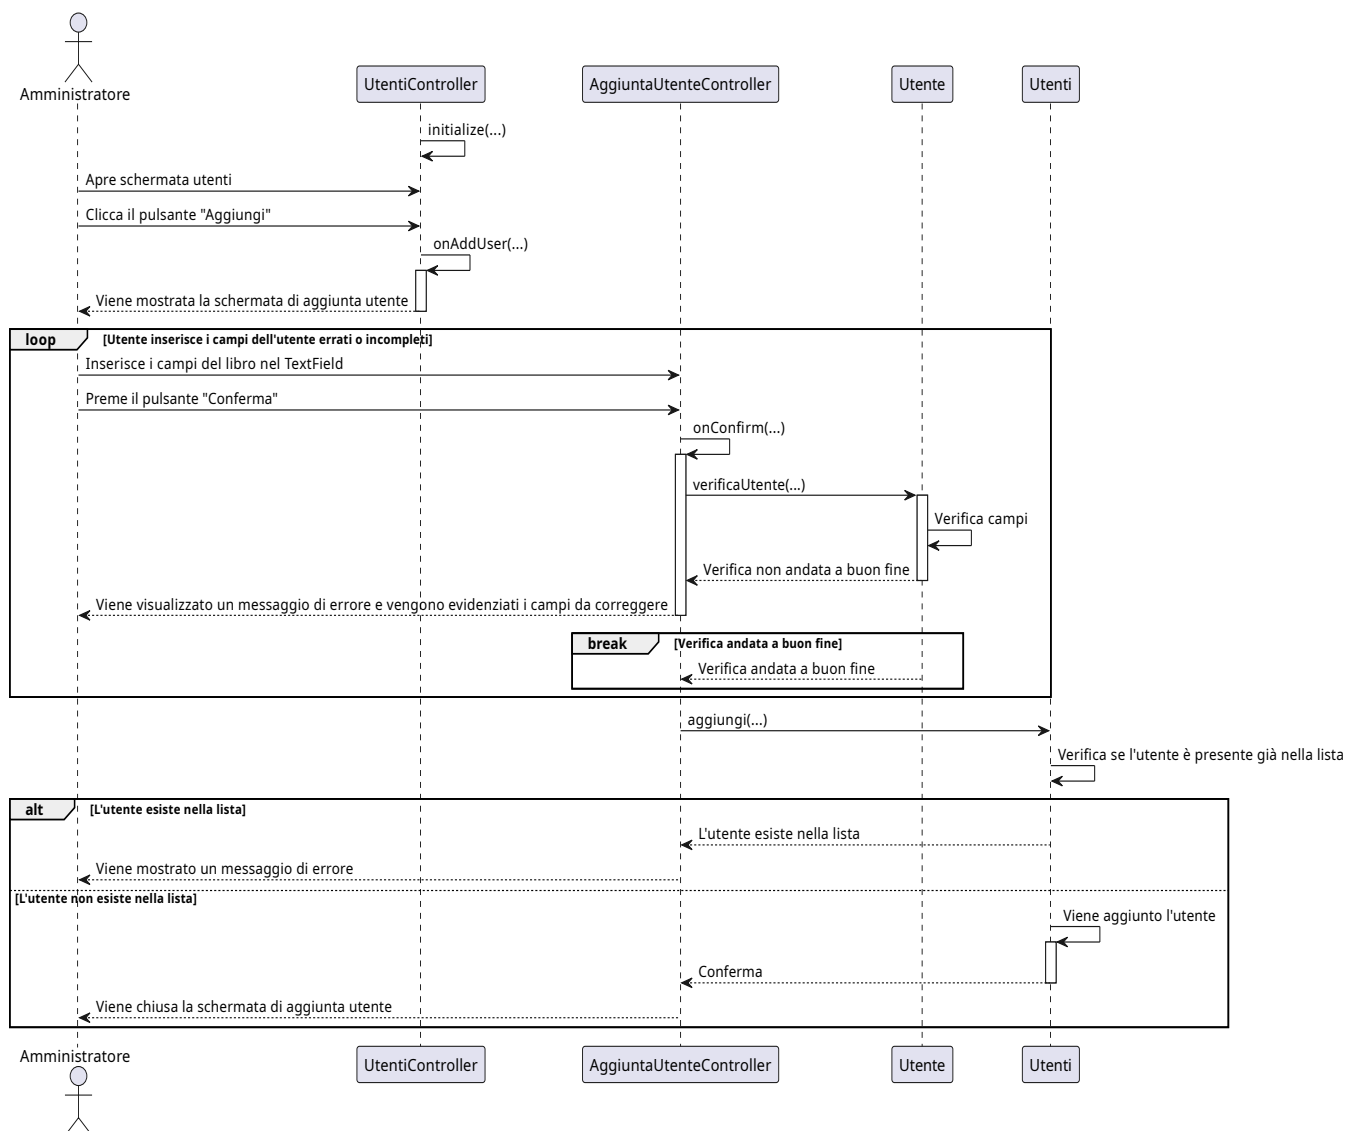 Amministratore
UtentiController
AggiuntaUtenteController
Utente
Utenti
initialize(...)
Apre schermata utenti
Clicca il pulsante "Aggiungi"
onAddUser(...)
Viene mostrata la schermata di aggiunta utente
loop
[Utente inserisce i campi dell'utente errati o incompleti]
Inserisce i campi del libro nel TextField
Preme il pulsante "Conferma"
onConfirm(...)
verificaUtente(...)
Verifica campi
Verifica non andata a buon fine
Viene visualizzato un messaggio di errore e vengono evidenziati i campi da correggere
break
[Verifica andata a buon fine]
Verifica andata a buon fine
aggiungi(...)
Verifica se l'utente è presente già nella lista
alt
[L'utente esiste nella lista]
L'utente esiste nella lista
Viene mostrato un messaggio di errore
[L'utente non esiste nella lista]
Viene aggiunto l'utente
Conferma
Viene chiusa la schermata di aggiunta utente
Amministratore
UtentiController
AggiuntaUtenteController
Utente
Utenti